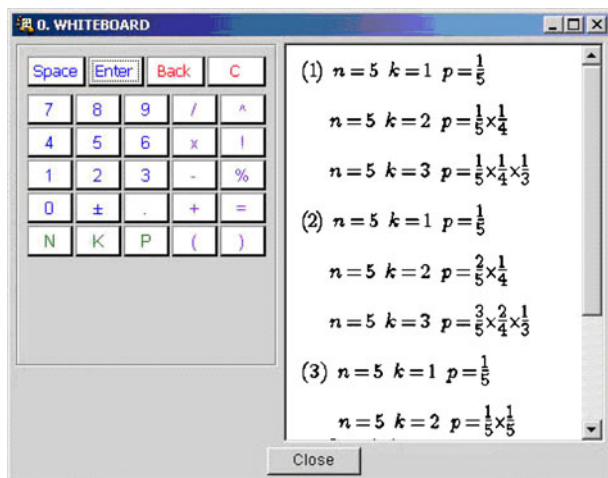 0. WHITEBOARD
Space Enter Back C
7 8 9 / ^
4 5 6 x !
1 2 3 - %
0 ± . + =
N K P ( )
(1) n=5 k=1 p=1/5
n=5 k=2 p=1/5×1/4
n=5 k=3 p=1/5×1/4×1/3
(2) n=5 k=1 p=1/5
n=5 k=2 p=2/5×1/4
n=5 k=3 p=3/5×2/4×1/3
(3) n=5 k=1 p=1/5
n=5 k=2 p=1/5×1/5
Close